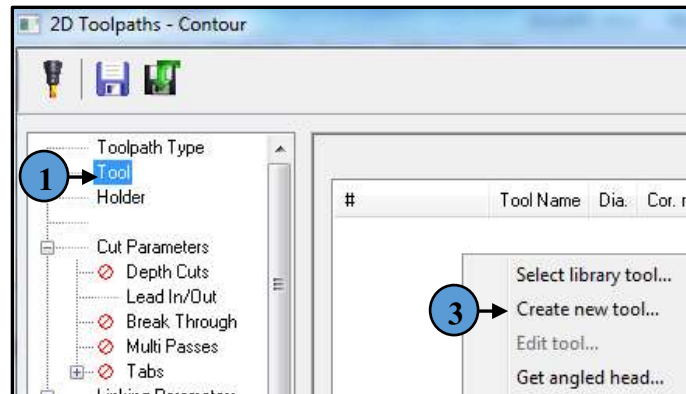 2D Toolpaths - Contour
Toolpath Type
1
Tool
Holder
Cut Parameters
Depth Cuts
Lead In/Out
Break Through
Multi Passes
Tabs
# Tool Name Dia. Cor.
Select library tool...
3
Create new tool...
Edit tool...
Get angled head...